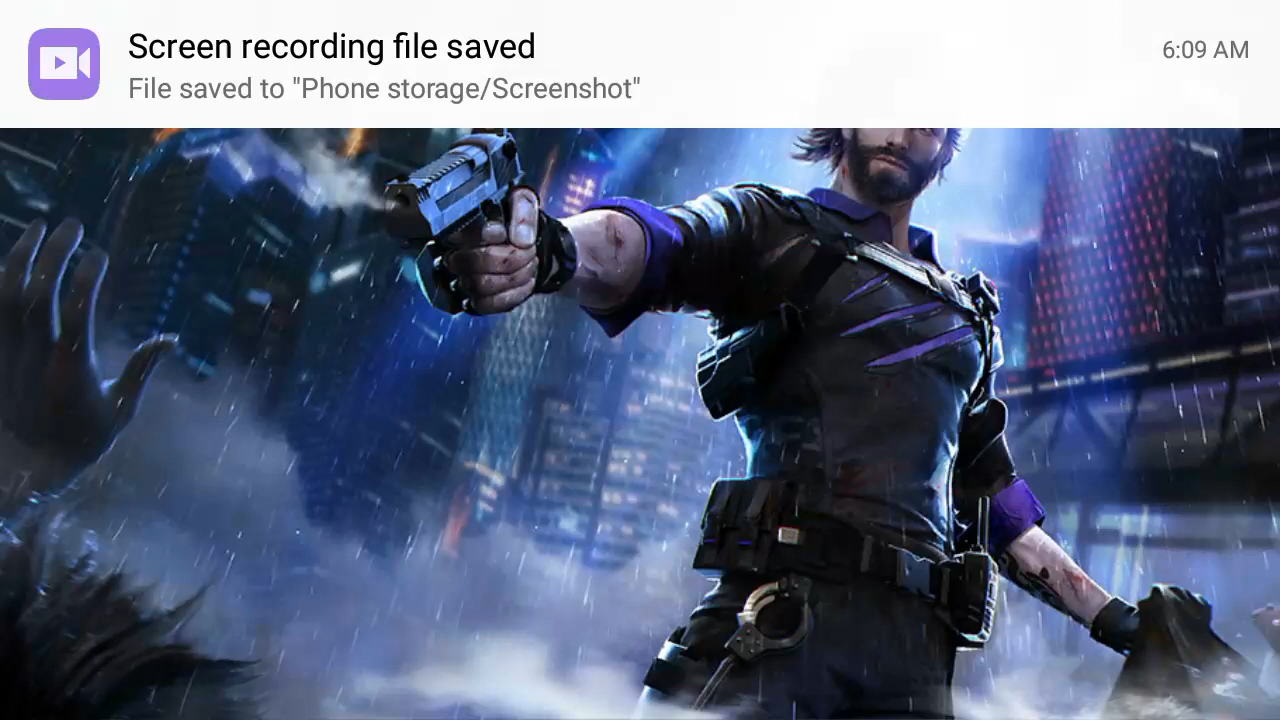 Screen recording file saved
6:09 AM
File saved to "Phone storage/Screenshot"